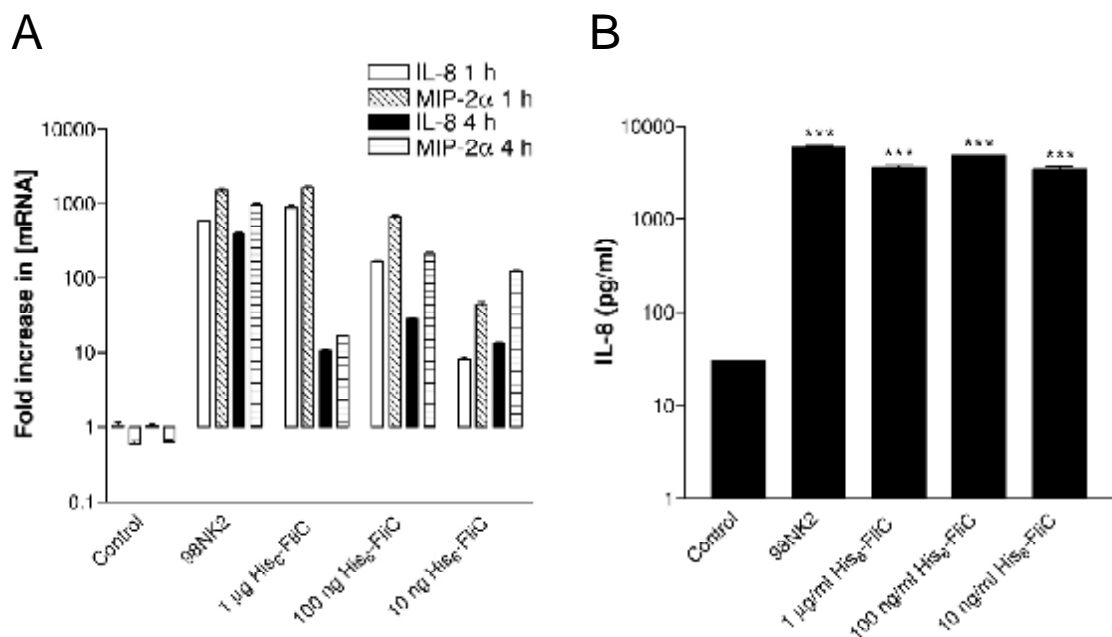 A
IL-8 1 h
MIP-2α 1 h
IL-8 4 h
MIP-2α 4 h
Fold increase in [mRNA]
10000
1000
100
10
1
0.1
Control
98NK2
1 µg His₆-FliC
100 ng His₆-FliC
10 ng His₆-FliC
B
IL-8 (pg/ml)
10000
1000
100
10
1
*** *** *** ***
Control
98NK2
1 µg/ml His₆-FliC
100 ng/ml His₆-FliC
10 ng/ml His₆-FliC